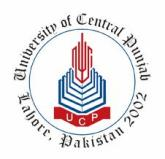 University of Central Punjab
UCP
Lahore, Pakistan 2002